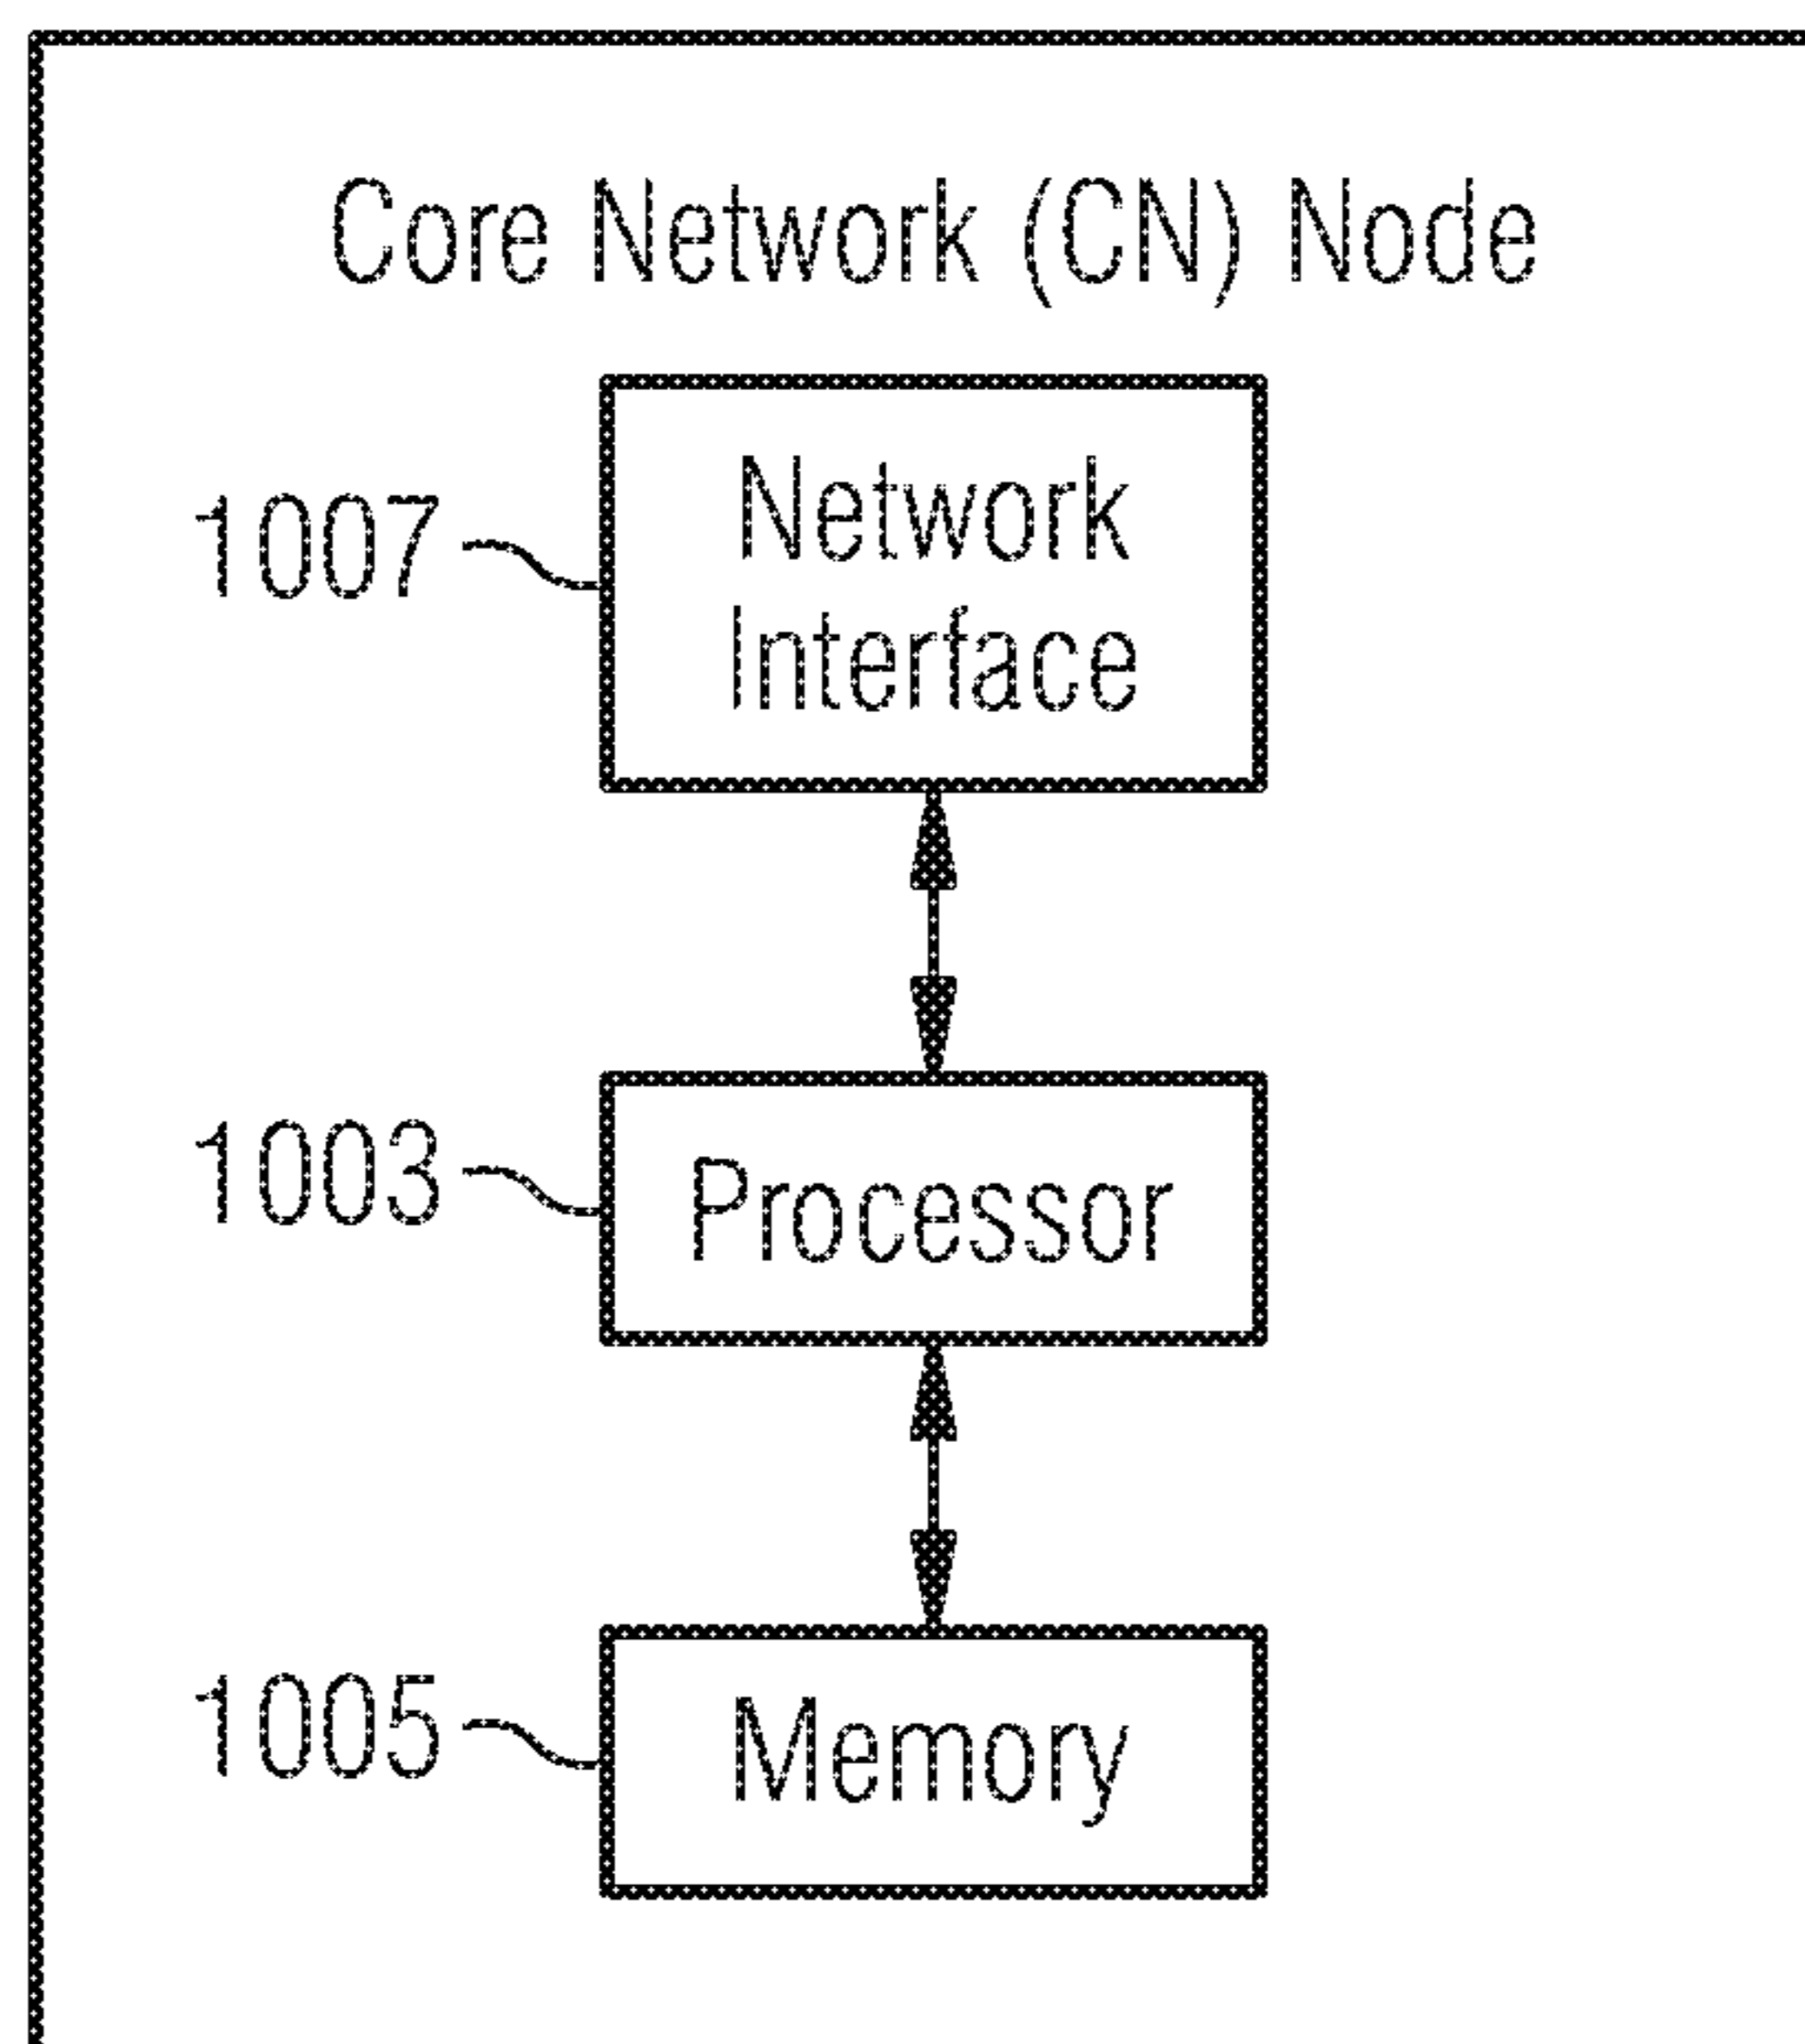 Core Network (CN) Node
1007
Network
Interface
1003
Processor
1005
Memory